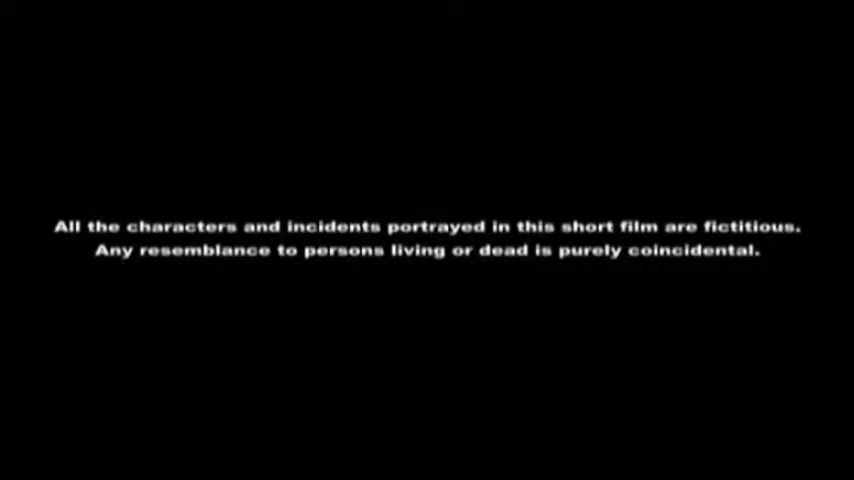 All the characters and incidents portrayed in this short film are fictitious.
Any resemblance to persons living or dead is purely coincidental.